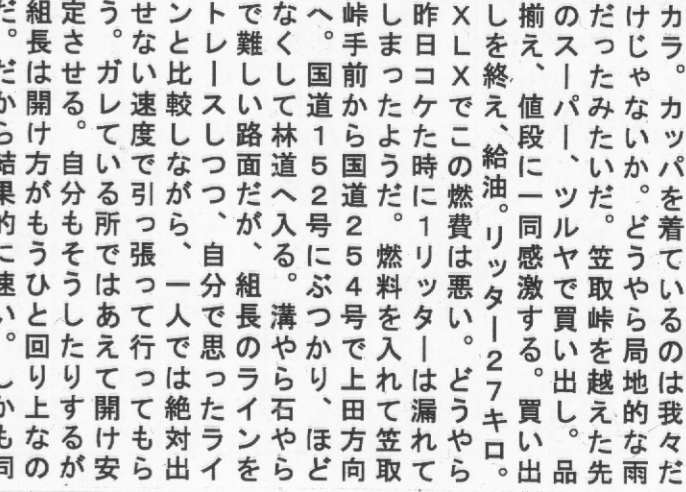 カラ。カッパを着ているのは我々だ
けじゃないか。どうやら局地的な雨
だったみたいだ。笠取峠を越えた先
のスーパー、ツルヤで買い出し。品
揃え、値段に一同感激する。買い出
しを終え、給油。リッター27キロ。
XLXでこの燃費は悪い。どうやら
昨日コケた時に1リッターは漏れて
しまったようだ。燃料を入れて笠取
峠手前から国道254号で上田方向
へ。国道152号にぶつかり、ほど
なくして林道へ入る。溝やら石やら
で難しい路面だが、組長のラインを
トレースしつつ、自分で思ったライ
ンと比較しながら、一人では絶対出
せない速度で引っ張って行ってもら
う。ガレている所ではあえて開け安
定させる。自分もそうしたりするが
組長は開け方がもうひと回り上なの
だ。だから結果的に速い。しかも同